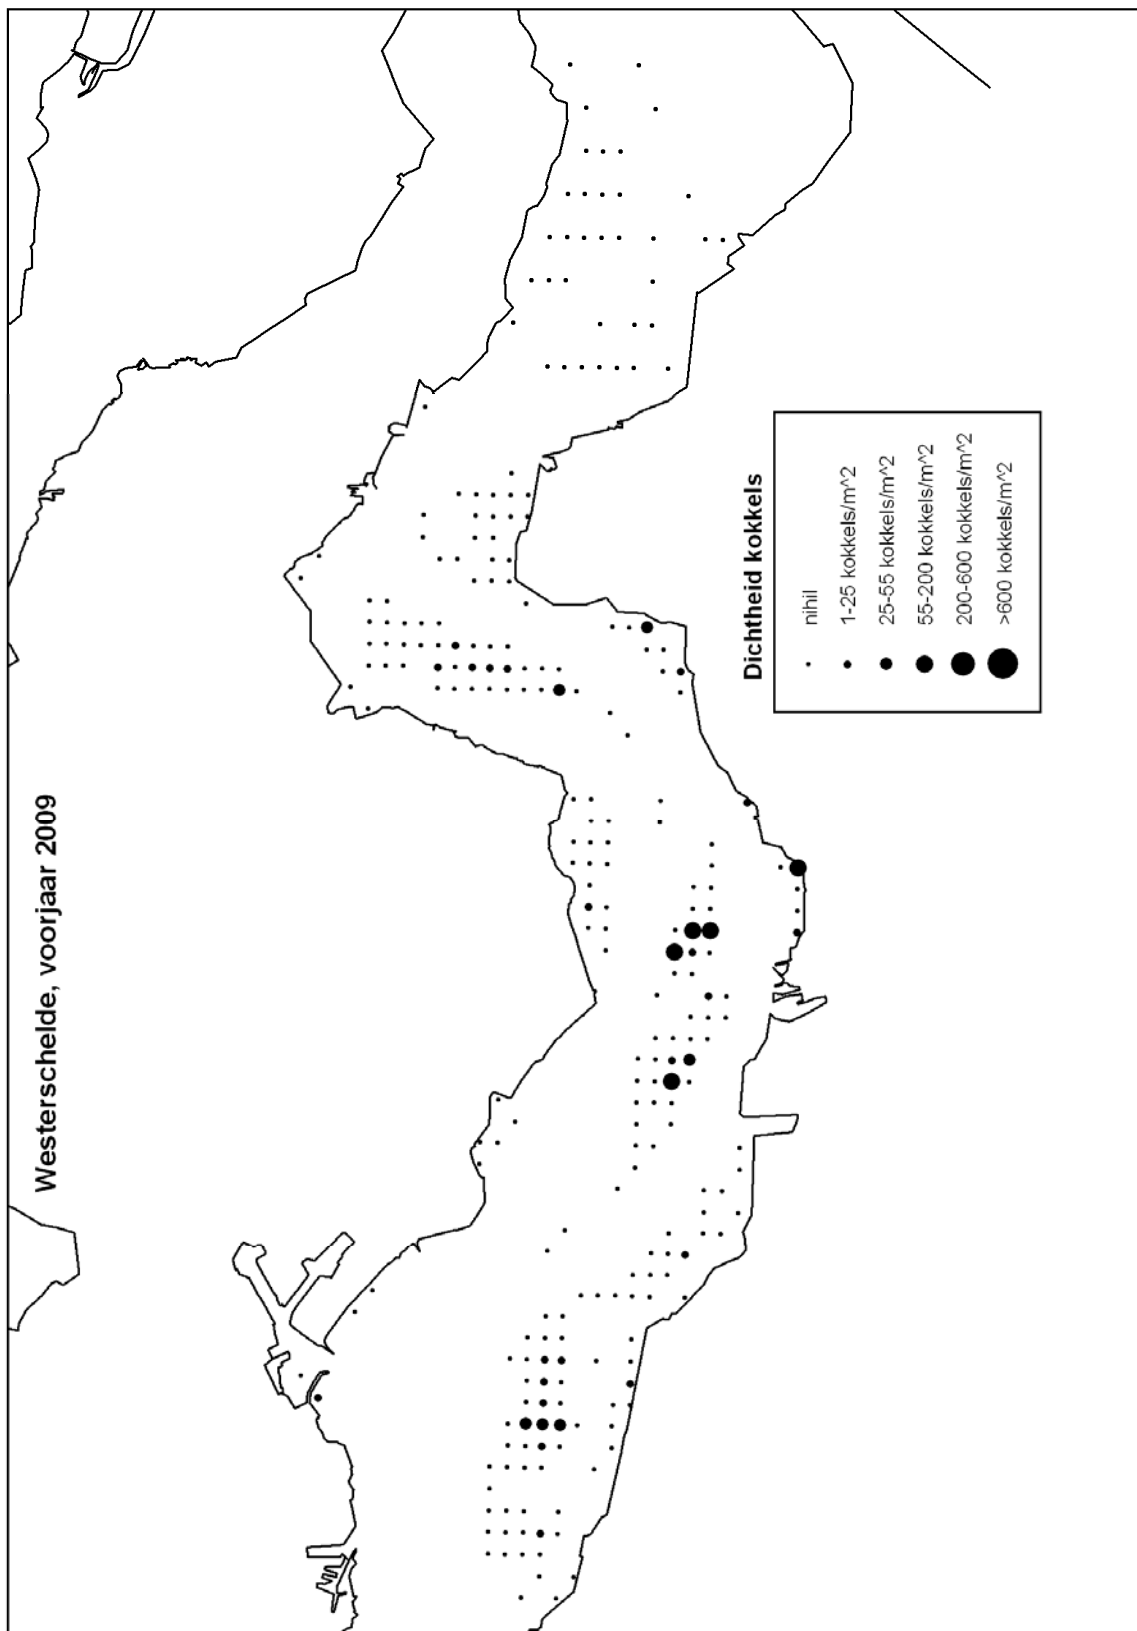 Westerschelde, voorjaar 2009
Dichtheid kokkels
nihil
1-25 kokkels/m^2
25-55 kokkels/m^2
55-200 kokkels/m^2
200-600 kokkels/m^2
>600 kokkels/m^2